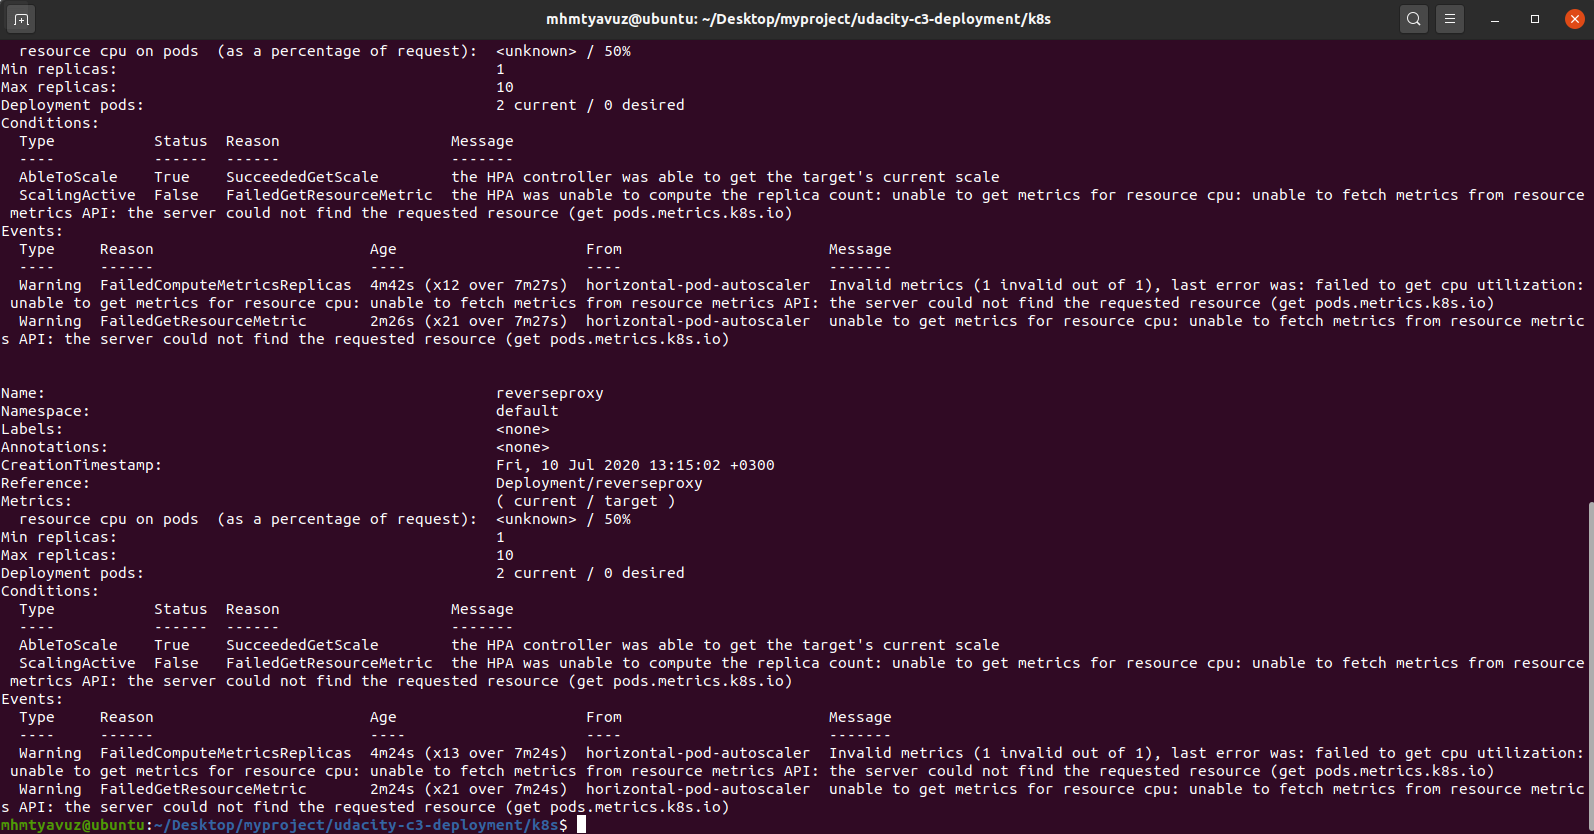 mhmtyavuz@ubuntu: ~/Desktop/myproject/udacity-c3-deployment/k8s
  resource cpu on pods  (as a percentage of request):  <unknown> / 50%
Min replicas:                                          1
Max replicas:                                          10
Deployment pods:                                       2 current / 0 desired
Conditions:
  Type           Status  Reason                   Message
  ----           ------  ------                   -------
  AbleToScale    True    SucceededGetScale        the HPA controller was able to get the target's current scale
  ScalingActive  False   FailedGetResourceMetric  the HPA was unable to compute the replica count: unable to get metrics for resource cpu: unable to fetch metrics from resource
 metrics API: the server could not find the requested resource (get pods.metrics.k8s.io)
Events:
  Type     Reason                        Age                     From                       Message
  ----     ------                        ----                    ----                       -------
  Warning  FailedComputeMetricsReplicas  4m42s (x12 over 7m27s)  horizontal-pod-autoscaler  Invalid metrics (1 invalid out of 1), last error was: failed to get cpu utilization:
 unable to get metrics for resource cpu: unable to fetch metrics from resource metrics API: the server could not find the requested resource (get pods.metrics.k8s.io)
  Warning  FailedGetResourceMetric       2m26s (x21 over 7m27s)  horizontal-pod-autoscaler  unable to get metrics for resource cpu: unable to fetch metrics from resource metric
s API: the server could not find the requested resource (get pods.metrics.k8s.io)
Name:                                                  reverseproxy
Namespace:                                             default
Labels:                                                <none>
Annotations:                                           <none>
CreationTimestamp:                                     Fri, 10 Jul 2020 13:15:02 +0300
Reference:                                             Deployment/reverseproxy
Metrics:                                               ( current / target )
  resource cpu on pods  (as a percentage of request):  <unknown> / 50%
Min replicas:                                          1
Max replicas:                                          10
Deployment pods:                                       2 current / 0 desired
Conditions:
  Type           Status  Reason                   Message
  ----           ------  ------                   -------
  AbleToScale    True    SucceededGetScale        the HPA controller was able to get the target's current scale
  ScalingActive  False   FailedGetResourceMetric  the HPA was unable to compute the replica count: unable to get metrics for resource cpu: unable to fetch metrics from resource
 metrics API: the server could not find the requested resource (get pods.metrics.k8s.io)
Events:
  Type     Reason                        Age                     From                       Message
  ----     ------                        ----                    ----                       -------
  Warning  FailedComputeMetricsReplicas  4m24s (x13 over 7m24s)  horizontal-pod-autoscaler  Invalid metrics (1 invalid out of 1), last error was: failed to get cpu utilization:
 unable to get metrics for resource cpu: unable to fetch metrics from resource metrics API: the server could not find the requested resource (get pods.metrics.k8s.io)
  Warning  FailedGetResourceMetric       2m24s (x21 over 7m24s)  horizontal-pod-autoscaler  unable to get metrics for resource cpu: unable to fetch metrics from resource metric
s API: the server could not find the requested resource (get pods.metrics.k8s.io)
mhmtyavuz@ubuntu:~/Desktop/myproject/udacity-c3-deployment/k8s$